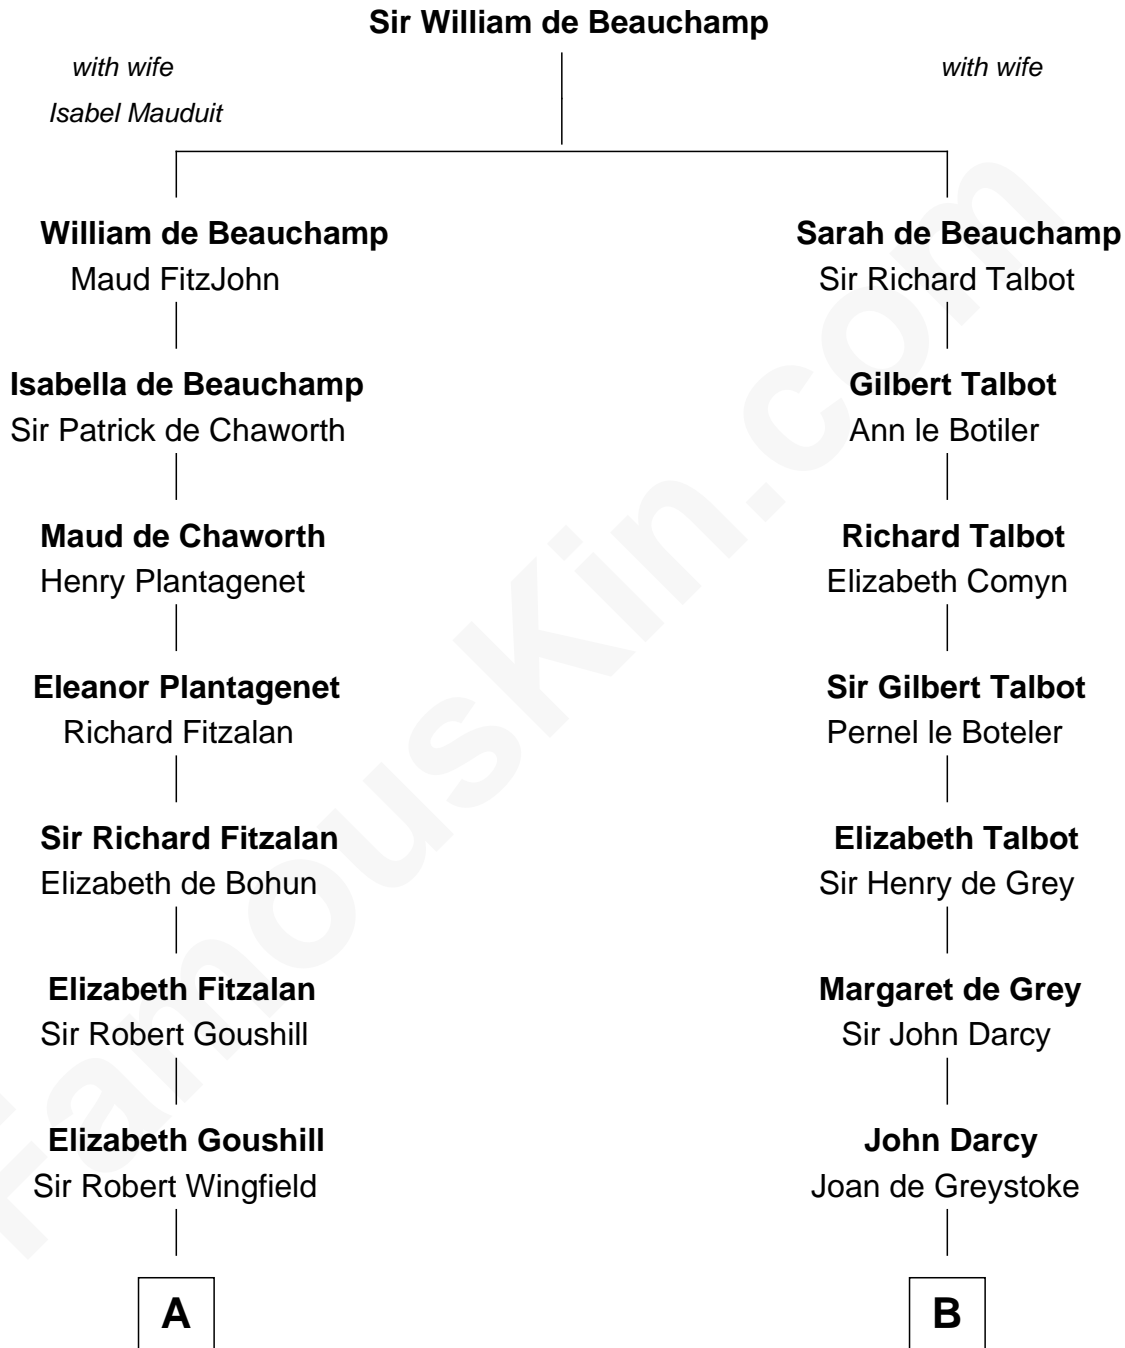 Sir William de Beauchamp
with wife
Isabel Mauduit
with wife
William de Beauchamp
Maud FitzJohn
Isabella de Beauchamp
Sir Patrick de Chaworth
Maud de Chaworth
Henry Plantagenet
Eleanor Plantagenet
Richard Fitzalan
Sir Richard Fitzalan
Elizabeth de Bohun
Elizabeth Fitzalan
Sir Robert Goushill
Elizabeth Goushill
Sir Robert Wingfield
A
Sarah de Beauchamp
Sir Richard Talbot
Gilbert Talbot
Ann le Botiler
Richard Talbot
Elizabeth Comyn
Sir Gilbert Talbot
Pernel le Boteler
Elizabeth Talbot
Sir Henry de Grey
Margaret de Grey
Sir John Darcy
John Darcy
Joan de Greystoke
B
FamousKin.com